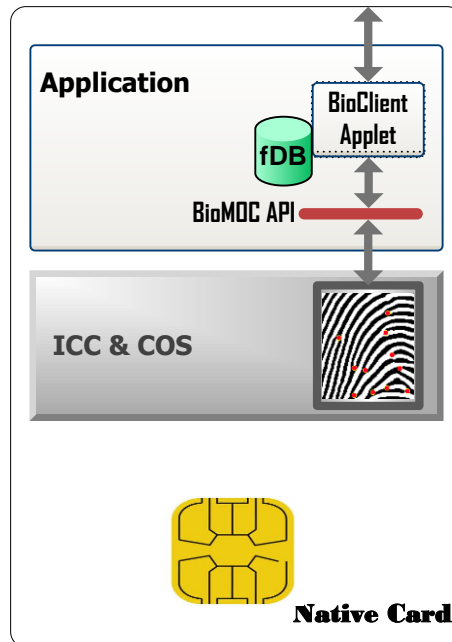 Application
BioClient
Applet
fDB
BioMOC API
ICC & COS
Native Card